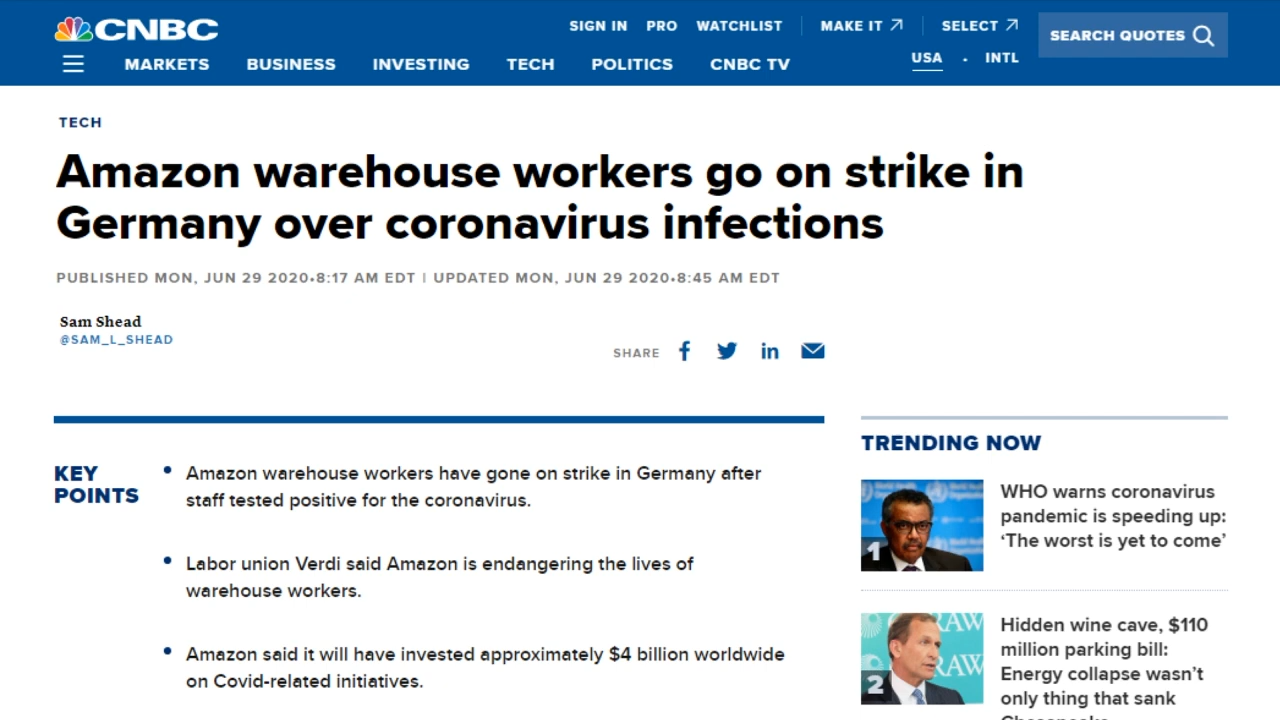 CNBC
SIGN IN PRO WATCHLIST MAKE IT SELECT
SEARCH QUOTES
MARKETS BUSINESS INVESTING TECH POLITICS CNBC TV
USA · INTL
TECH
Amazon warehouse workers go on strike in
Germany over coronavirus infections
PUBLISHED MON, JUN 29 2020•8:17 AM EDT | UPDATED MON, JUN 29 2020•8:45 AM EDT
Sam Shead
@SAM_L_SHEAD
SHARE
KEY
POINTS
• Amazon warehouse workers have gone on strike in Germany after
staff tested positive for the coronavirus.
• Labor union Verdi said Amazon is endangering the lives of
warehouse workers.
• Amazon said it will have invested approximately $4 billion worldwide
on Covid-related initiatives.
TRENDING NOW
1
WHO warns coronavirus
pandemic is speeding up:
‘The worst is yet to come’
2
Hidden wine cave, $110
million parking bill:
Energy collapse wasn’t
only thing that sank